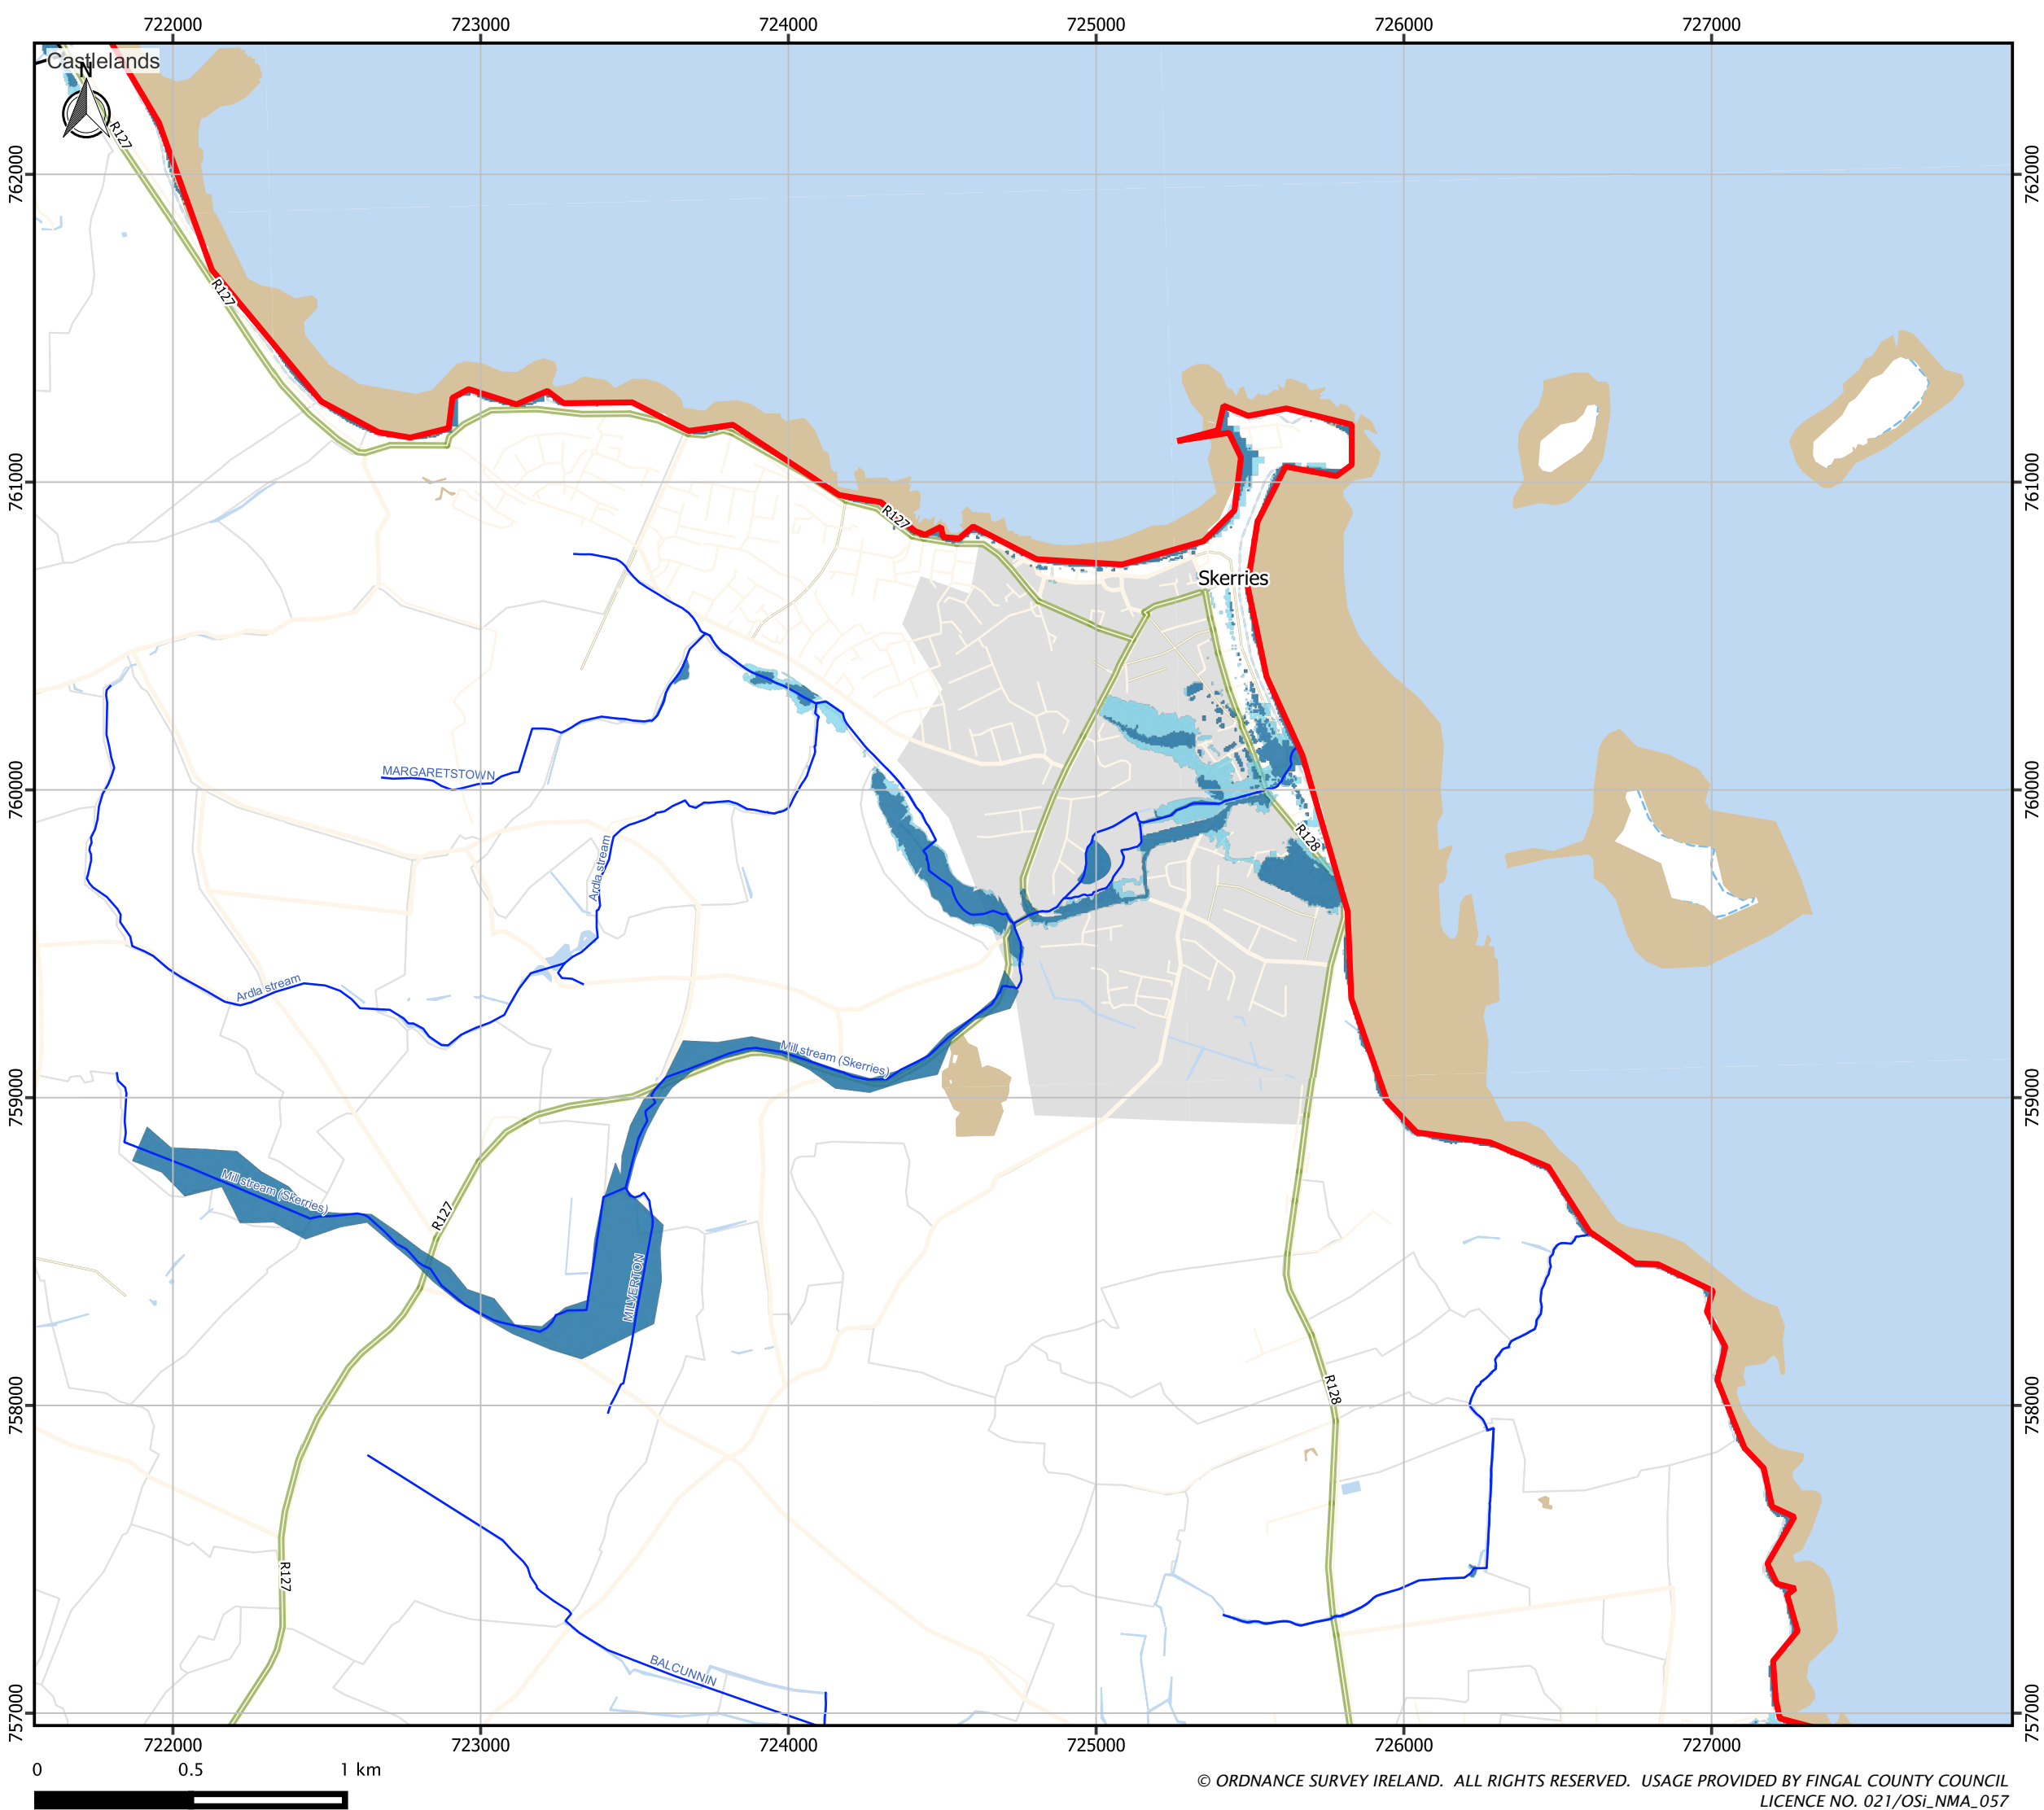 722000 723000 724000 725000 726000 727000
Castlelands
N
R127
762000 762000
R127
761000 761000
R127
Skerries
MARGARETSTOWN
760000 760000
R128
Ardla stream
Ardla stream
Mill stream (Skerries)
759000 759000
Mill stream (Skerries)
R127
MILVERTON
R128
758000 758000
R127
BALCUNNIN
757000 757000
722000 723000 724000 725000 726000 727000
0 0.5 1 km
© ORDNANCE SURVEY IRELAND. ALL RIGHTS RESERVED. USAGE PROVIDED BY FINGAL COUNTY COUNCIL
LICENCE NO. 021/OSi_NMA_057